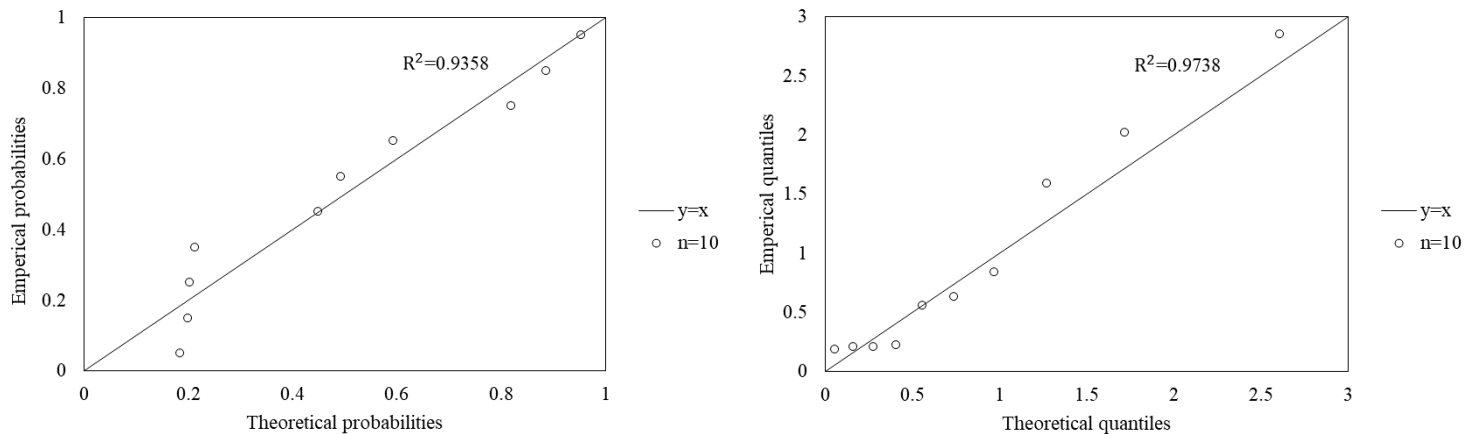 1
0.8
0.6
0.4
0.2
0
0
0.2
0.4
0.6
0.8
1
Emperical probabilities
Theoretical probabilities
R²=0.9358
y=x
n=10
3
2.5
2
1.5
1
0.5
0
0
0.5
1
1.5
2
2.5
3
Emperical quantiles
Theoretical quantiles
R²=0.9738
y=x
n=10